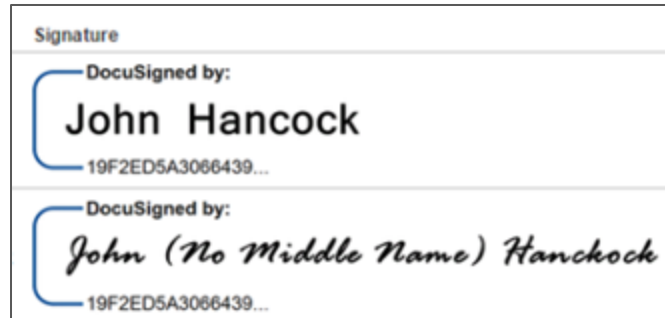 Signature
DocuSigned by:
John Hancock
19F2ED5A3066439...
DocuSigned by:
John (No Middle Name) Hanckock
19F2ED5A3066439...